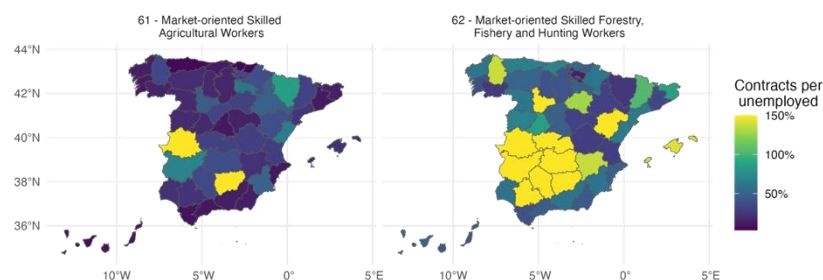 61 - Market-oriented Skilled
Agricultural Workers
62 - Market-oriented Skilled Forestry,
Fishery and Hunting Workers
44°N
42°N
40°N
38°N
36°N
10°W
5°W
0°
5°E
10°W
5°W
0°
5°E
Contracts per
unemployed
150%
100%
50%